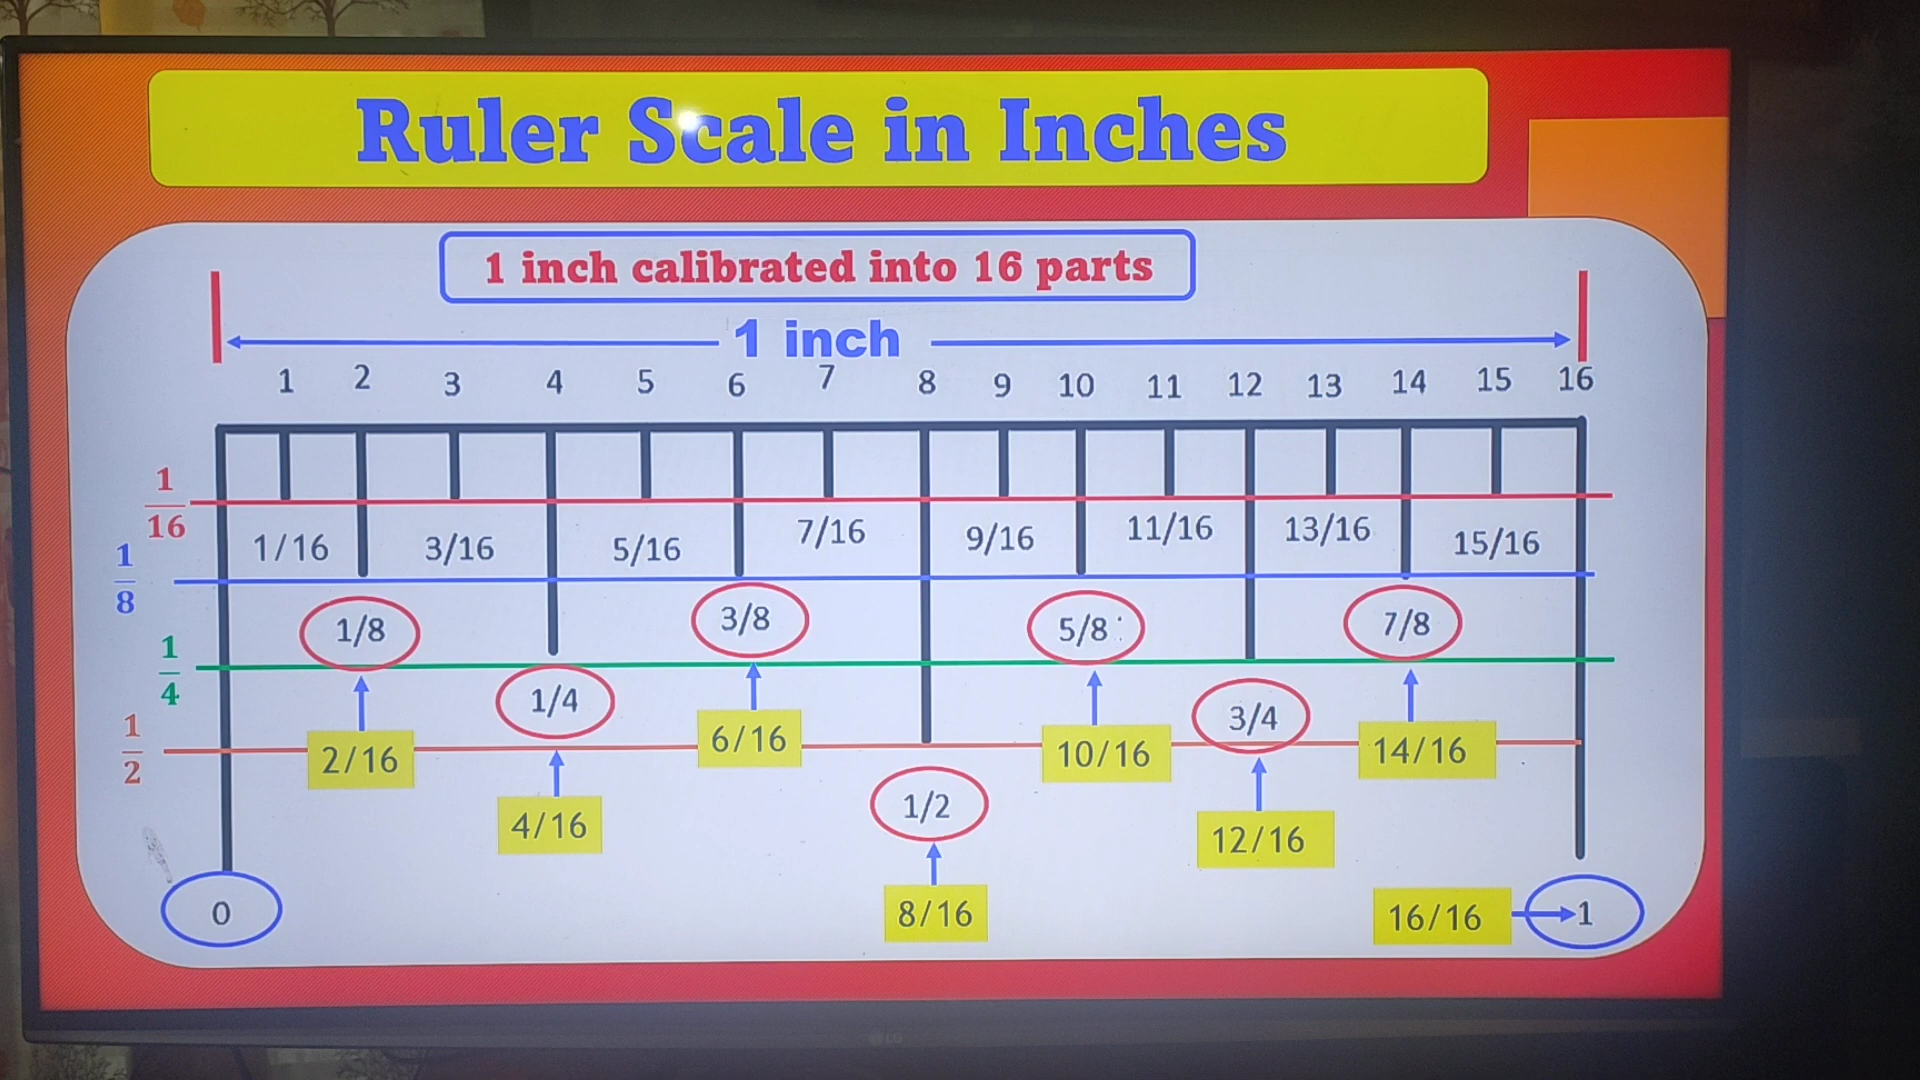 Ruler Scale in Inches
1 inch calibrated into 16 parts
1 inch
1 2 3 4 5 6 7 8 9 10 11 12 13 14 15 16
1/16
1/16 3/16 5/16 7/16 9/16 11/16 13/16 15/16
1/8
1/8 3/8 5/8 7/8
1/4
1/4 3/4
1/2
2/16 6/16 10/16 14/16
4/16 1/2 12/16
0 8/16 16/16 1
LG